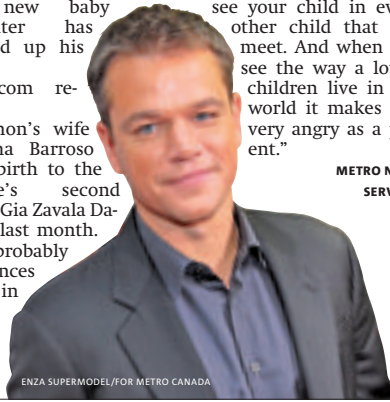 new baby
ter has
d up his
com re-
non's wife
na Barroso
birth to the
e's second
Gia Zavala Da-
last month.
probably
nces
in
see your child in ev
other child that
meet. And when
see the way a lo
children live in
world it makes
very angry as a p
ent.”
METRO N
SERV
ENZA SUPERMODEL/FOR METRO CANADA